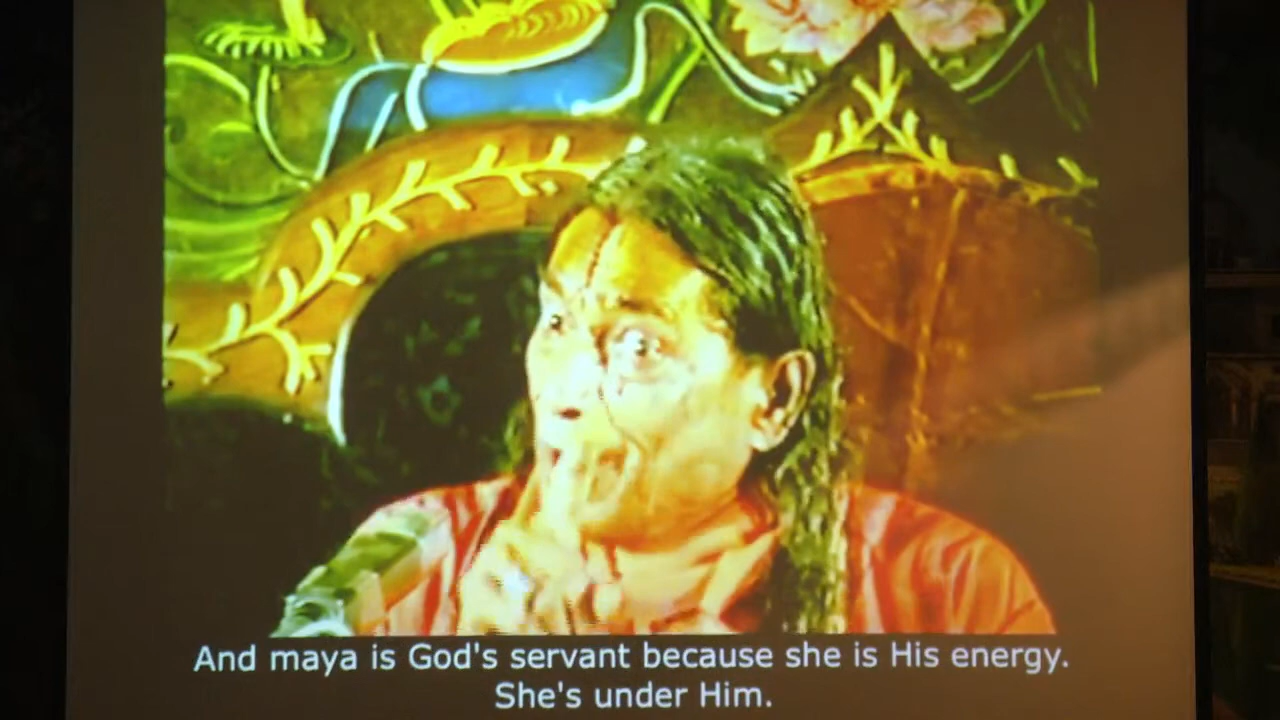 And maya is God's servant because she is His energy.
She's under Him.